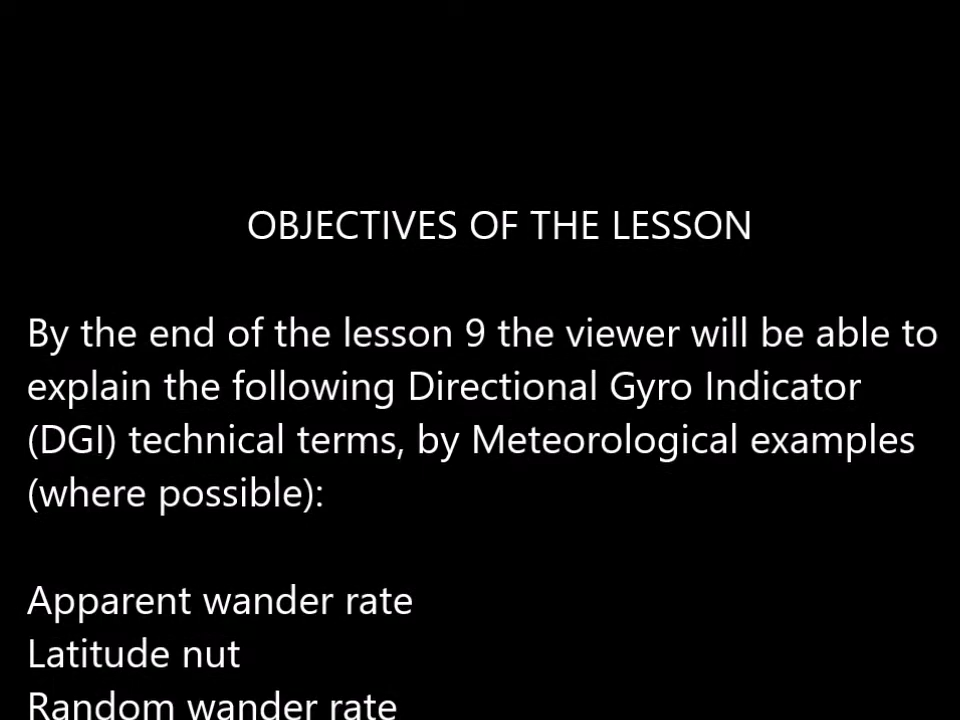 OBJECTIVES OF THE LESSON
By the end of the lesson 9 the viewer will be able to
explain the following Directional Gyro Indicator
(DGI) technical terms, by Meteorological examples
(where possible):
Apparent wander rate
Latitude nut
Random wander rate